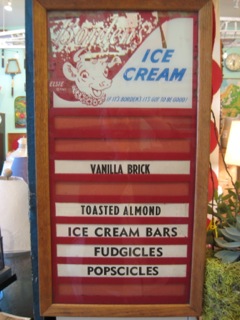 Borden's
ICE
CREAM
ELSIE
IF IT'S BORDEN'S IT'S GOT TO BE GOOD!
VANILLA BRICK
TOASTED ALMOND
ICE CREAM BARS
FUDGICLES
POPSICLES